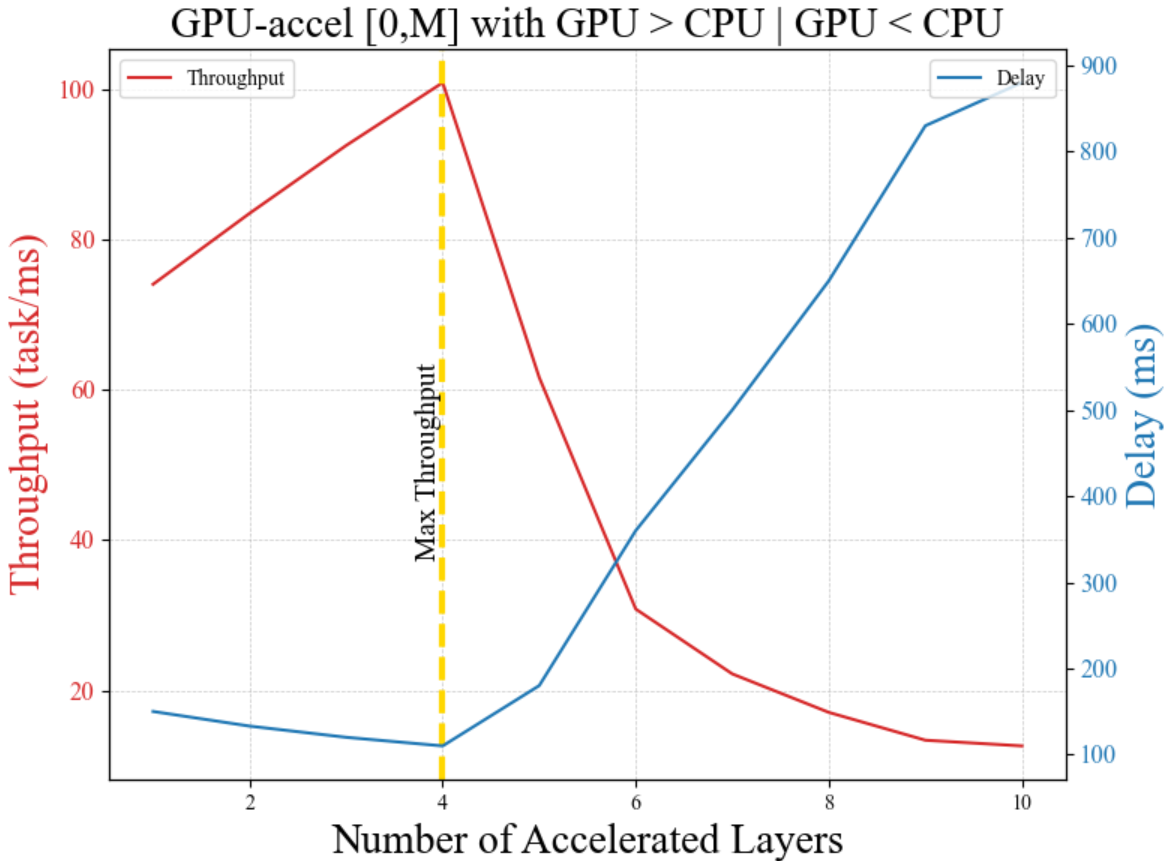 GPU-accel [0,M] with GPU > CPU | GPU < CPU
Throughput
Delay
Throughput (task/ms)
100
80
60
40
20
Max Throughput
900
800
700
600
500
400
300
200
100
Delay (ms)
2
4
6
8
10
Number of Accelerated Layers